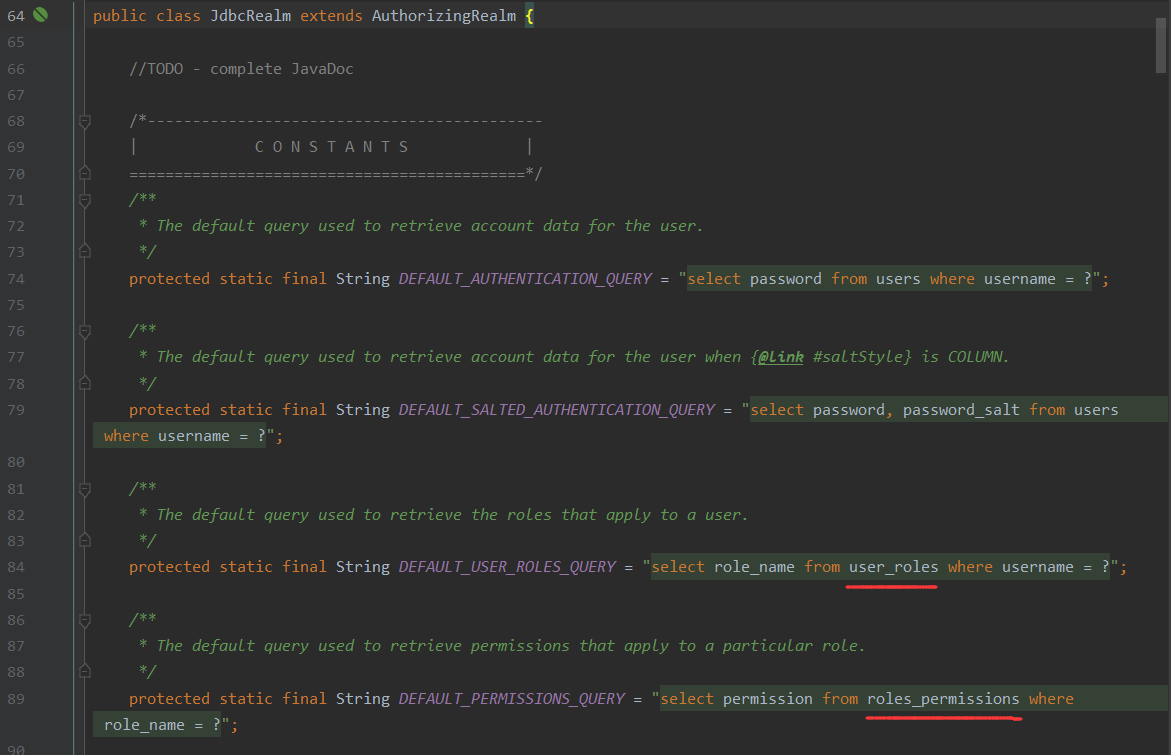 64 public class JdbcRealm extends AuthorizingRealm {
65
66 //TODO - complete JavaDoc
67
68 /*--------------------------------------------
69 | C O N S T A N T S |
70 ============================================*/
71 /**
72 * The default query used to retrieve account data for the user.
73 */
74 protected static final String DEFAULT_AUTHENTICATION_QUERY = "select password from users where username = ?";
75
76 /**
77 * The default query used to retrieve account data for the user when {@link #saltStyle} is COLUMN.
78 */
79 protected static final String DEFAULT_SALTED_AUTHENTICATION_QUERY = "select password, password_salt from users
where username = ?";
80
81 /**
82 * The default query used to retrieve the roles that apply to a user.
83 */
84 protected static final String DEFAULT_USER_ROLES_QUERY = "select role_name from user_roles where username = ?";
85
86 /**
87 * The default query used to retrieve permissions that apply to a particular role.
88 */
89 protected static final String DEFAULT_PERMISSIONS_QUERY = "select permission from roles_permissions where
role_name = ?";
90